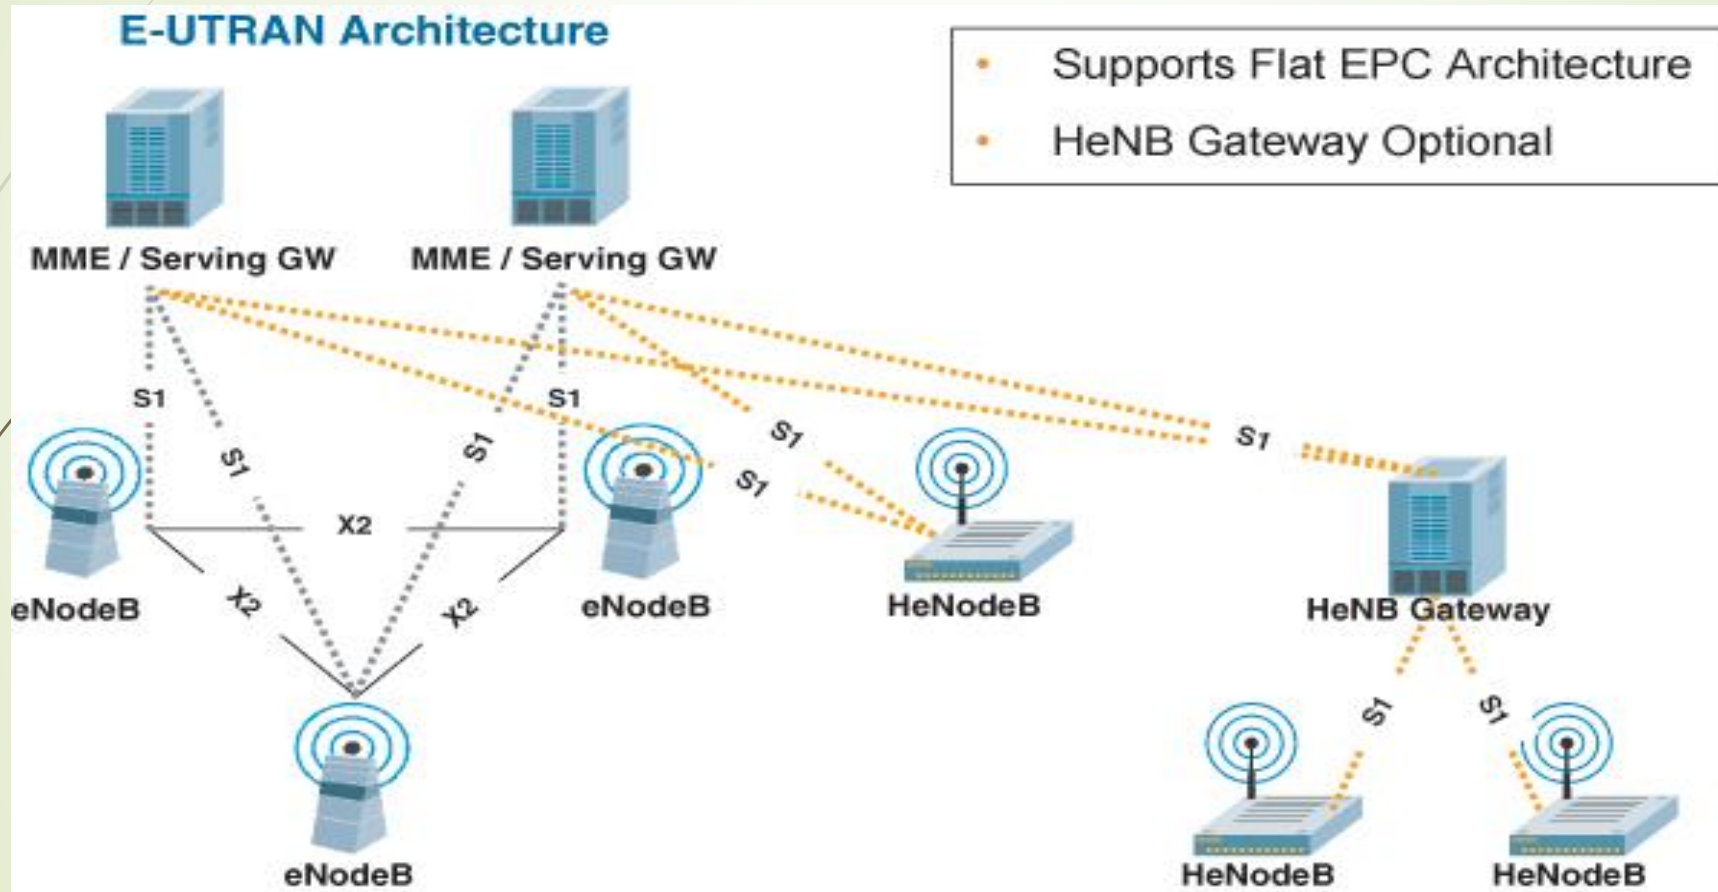 E-UTRAN Architecture
• Supports Flat EPC Architecture
• HeNB Gateway Optional
MME / Serving GW
MME / Serving GW
S1
S1
S1
S1
S1
S1
S1
X2
X2
X2
eNodeB
eNodeB
HeNodeB
HeNB Gateway
S1
S1
eNodeB
HeNodeB
HeNodeB